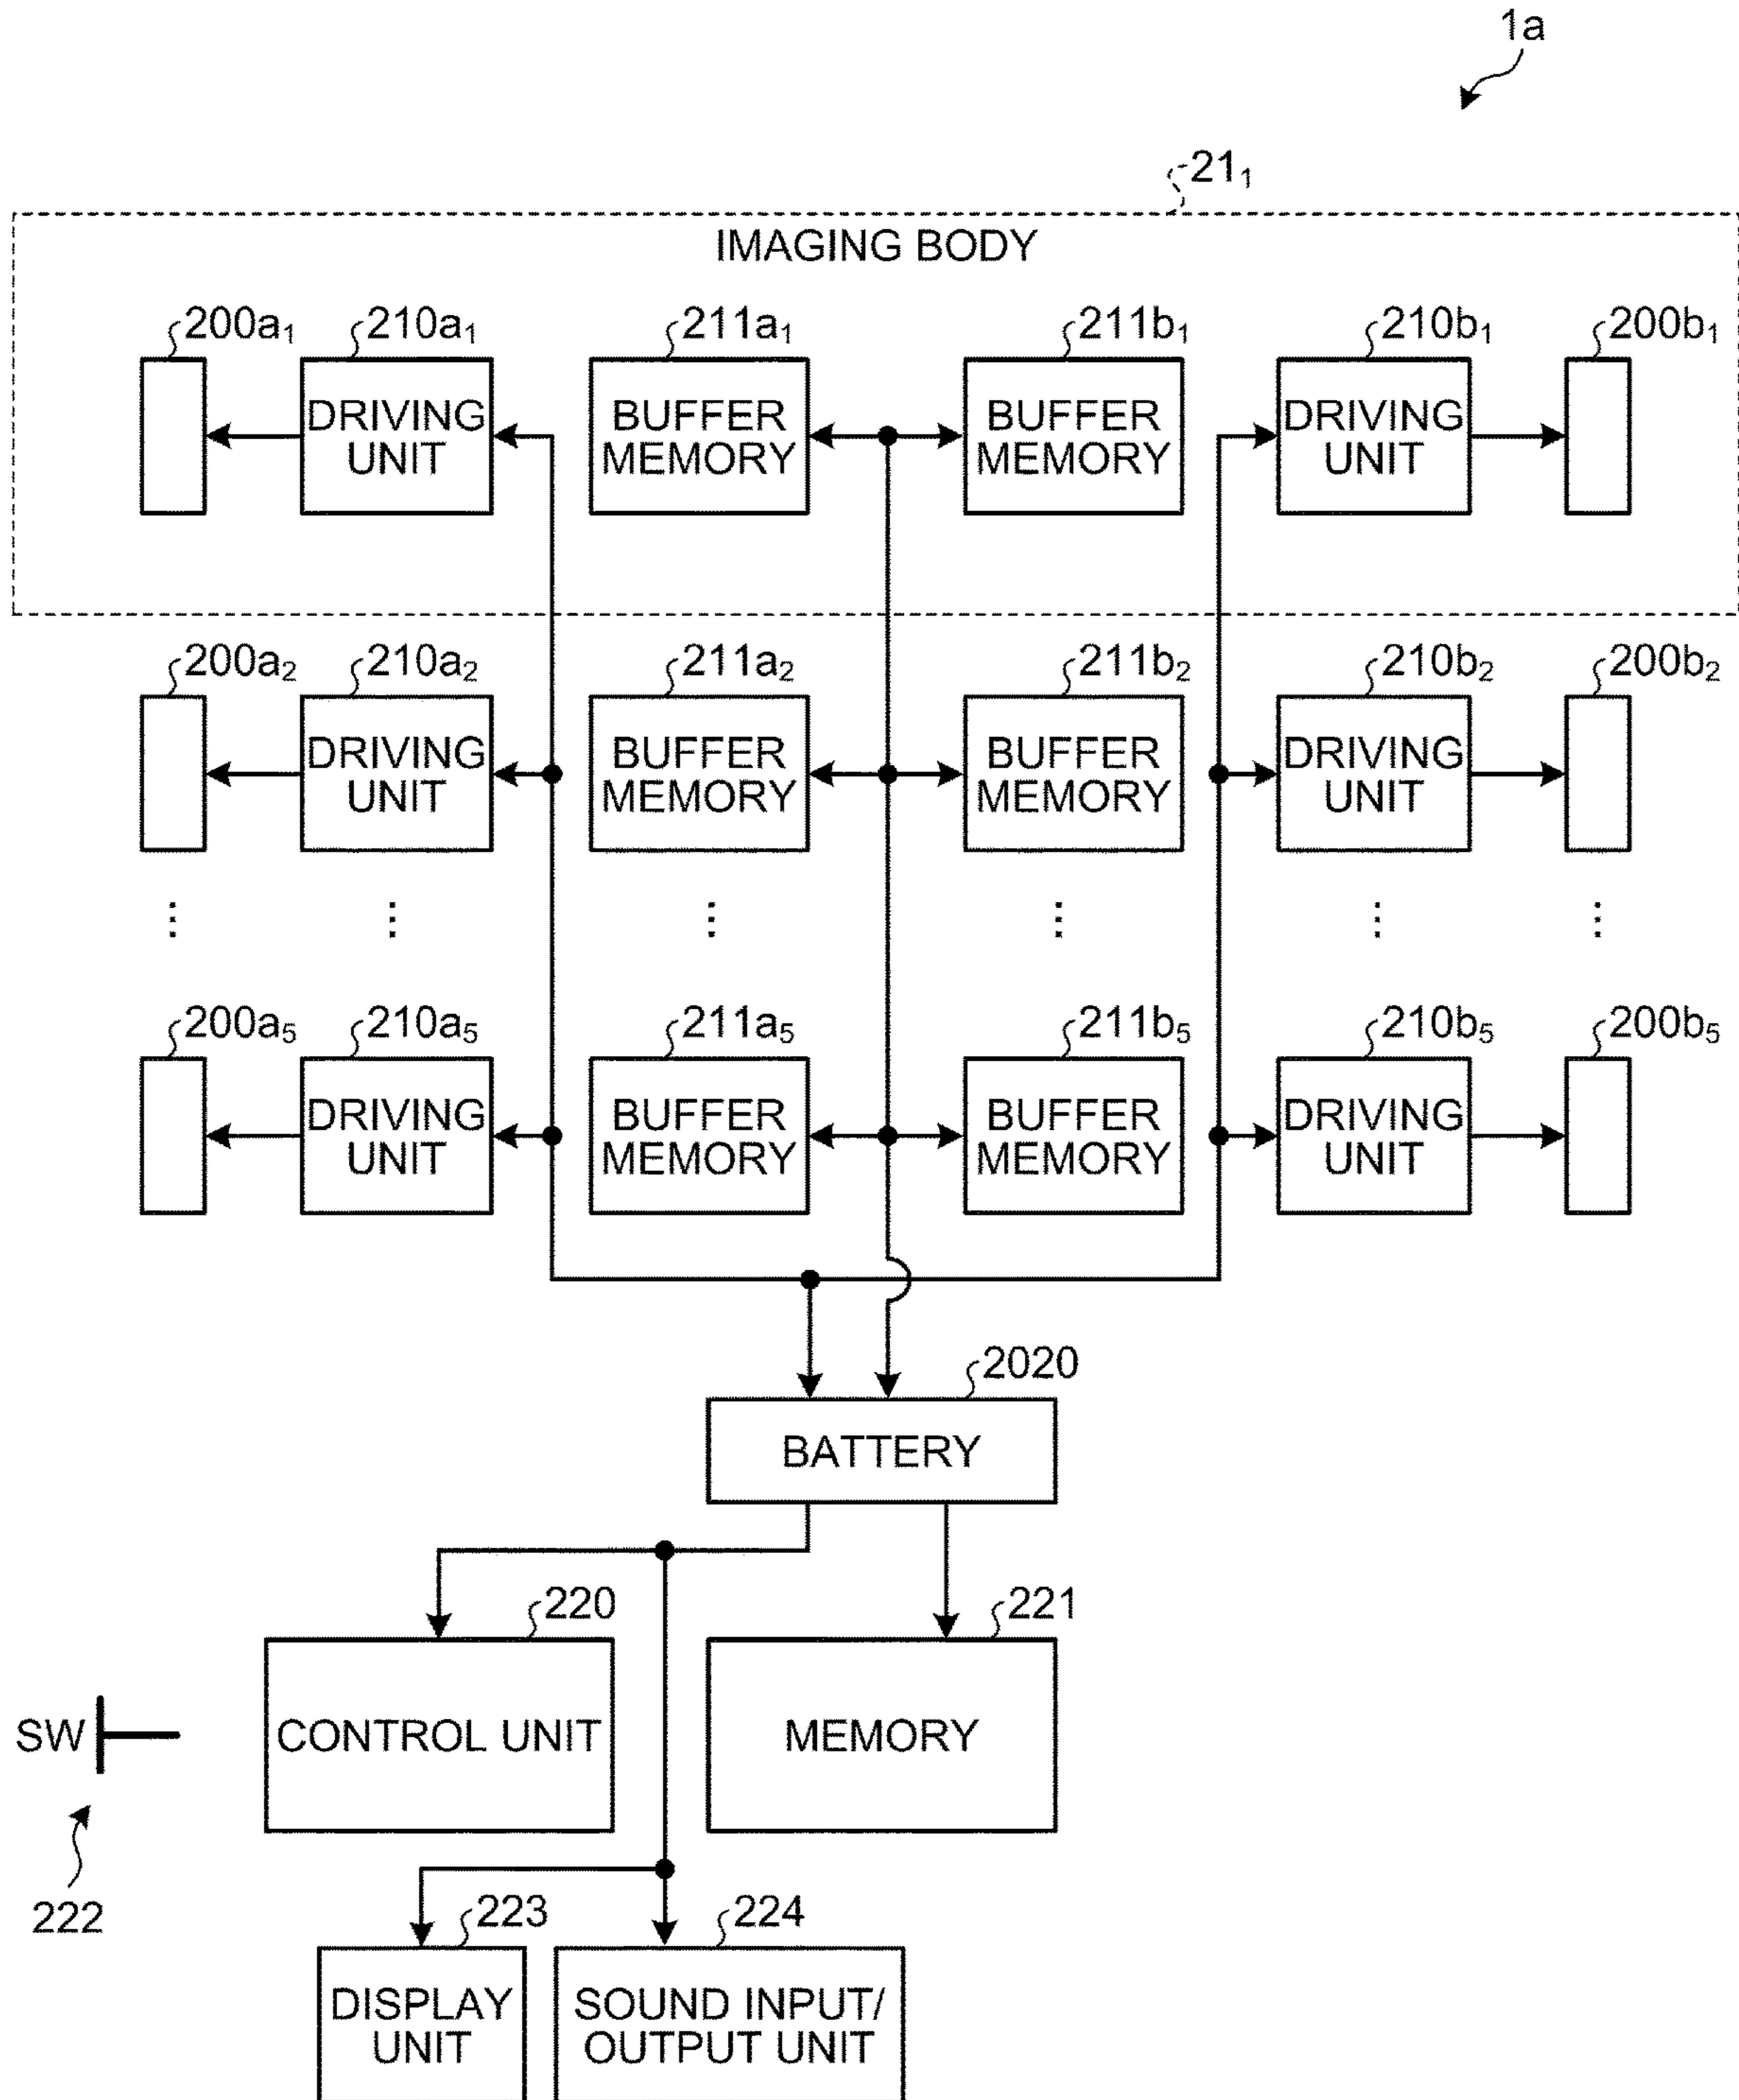 1a
21₁
IMAGING BODY
200a₁ 210a₁ 211a₁ 211b₁ 210b₁ 200b₁
DRIVING UNIT
BUFFER MEMORY
BUFFER MEMORY
DRIVING UNIT
200a₂ 210a₂ 211a₂ 211b₂ 210b₂ 200b₂
DRIVING UNIT
BUFFER MEMORY
BUFFER MEMORY
DRIVING UNIT
200a₅ 210a₅ 211a₅ 211b₅ 210b₅ 200b₅
DRIVING UNIT
BUFFER MEMORY
BUFFER MEMORY
DRIVING UNIT
2020
BATTERY
220 221
SW
CONTROL UNIT
MEMORY
222
223 224
DISPLAY UNIT
SOUND INPUT/
OUTPUT UNIT